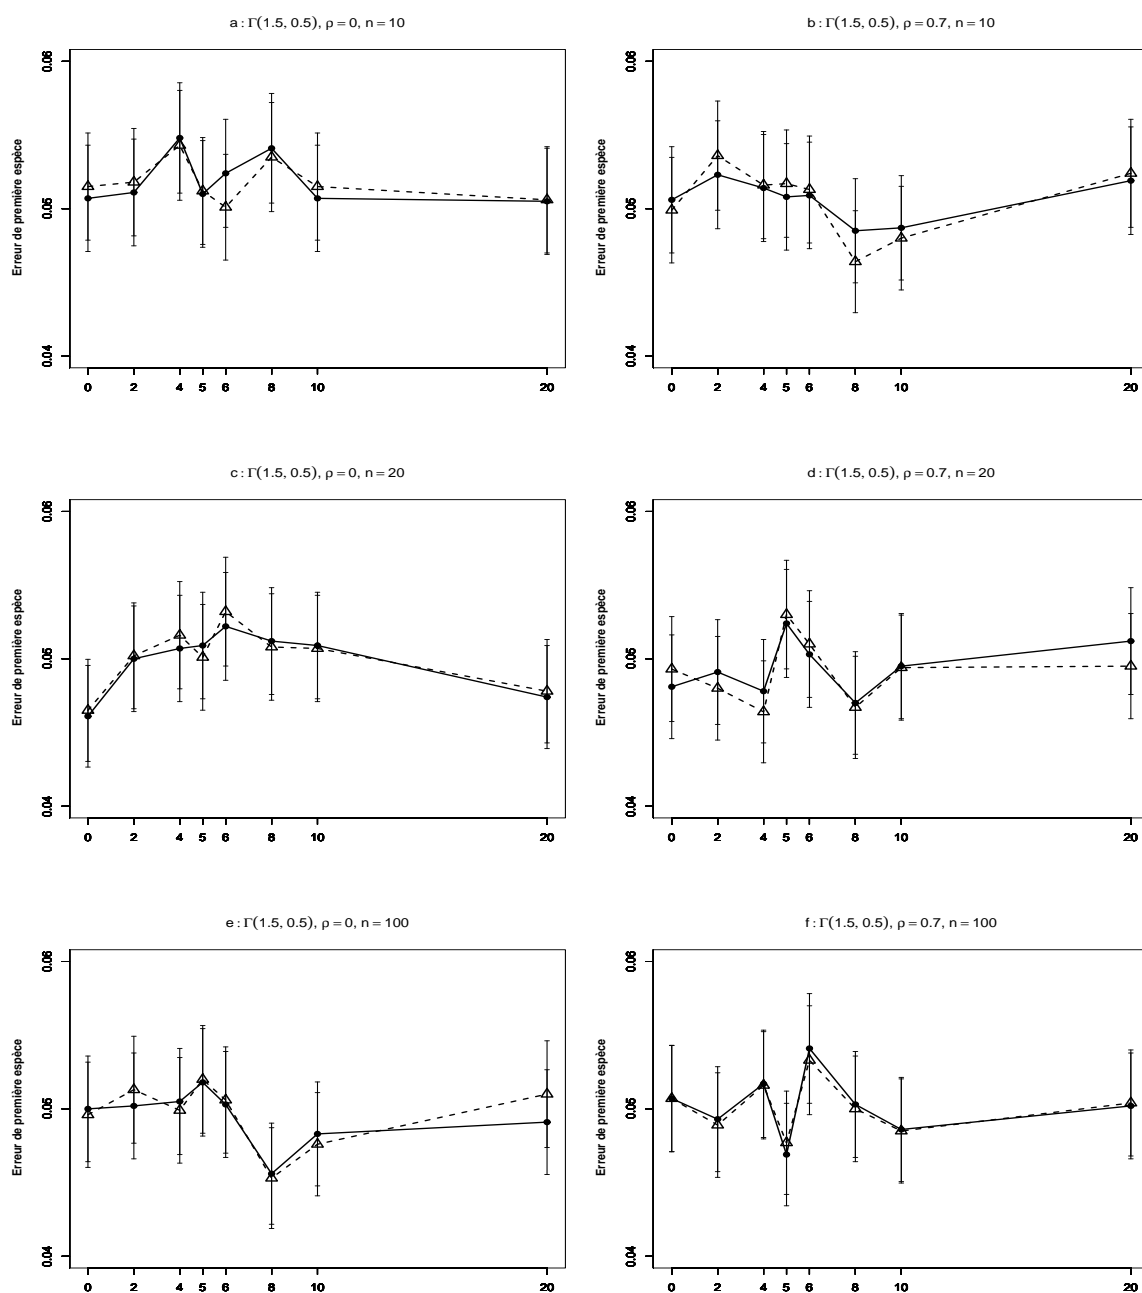 a : Γ(1.5, 0.5), ρ = 0, n = 10
Erreur de première espèce
0.04 0.05 0.06
0 2 4 5 6 8 10 20
b : Γ(1.5, 0.5), ρ = 0.7, n = 10
Erreur de première espèce
0.04 0.05 0.06
0 2 4 5 6 8 10 20
c : Γ(1.5, 0.5), ρ = 0, n = 20
Erreur de première espèce
0.04 0.05 0.06
0 2 4 5 6 8 10 20
d : Γ(1.5, 0.5), ρ = 0.7, n = 20
Erreur de première espèce
0.04 0.05 0.06
0 2 4 5 6 8 10 20
e : Γ(1.5, 0.5), ρ = 0, n = 100
Erreur de première espèce
0.04 0.05 0.06
0 2 4 5 6 8 10 20
f : Γ(1.5, 0.5), ρ = 0.7, n = 100
Erreur de première espèce
0.04 0.05 0.06
0 2 4 5 6 8 10 20